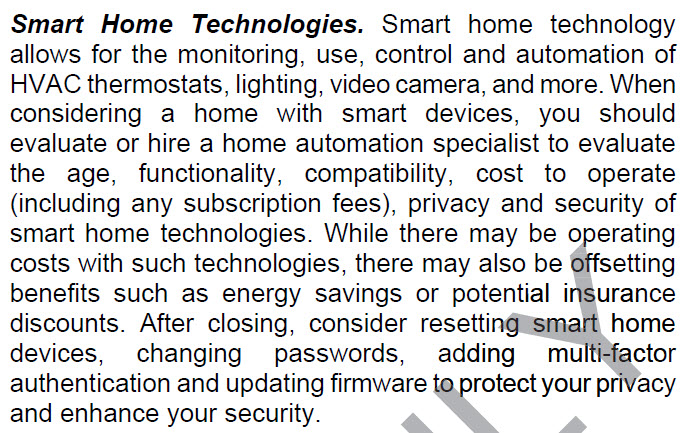 Smart Home Technologies. Smart home technology
allows for the monitoring, use, control and automation of
HVAC thermostats, lighting, video camera, and more. When
considering a home with smart devices, you should
evaluate or hire a home automation specialist to evaluate
the age, functionality, compatibility, cost to operate
(including any subscription fees), privacy and security of
smart home technologies. While there may be operating
costs with such technologies, there may also be offsetting
benefits such as energy savings or potential insurance
discounts. After closing, consider resetting smart home
devices, changing passwords, adding multi-factor
authentication and updating firmware to protect your privacy
and enhance your security.
LY